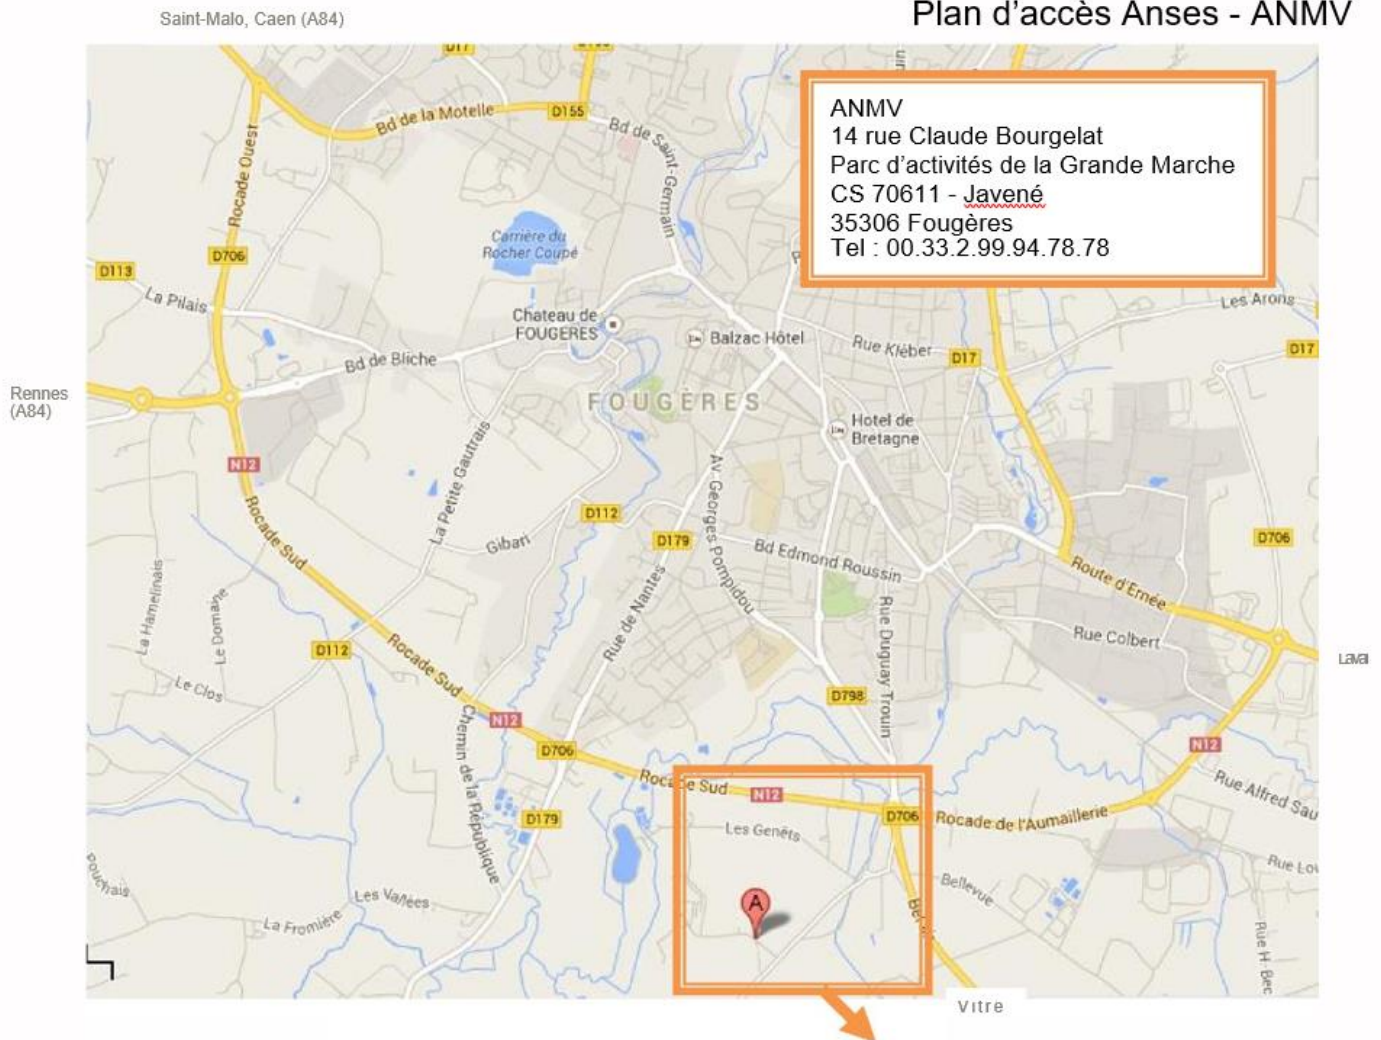 Saint-Malo, Caen (A84)
Plan d'accès Anses - ANMV
D17
ANMV
14 rue Claude Bourgelat
Parc d'activités de la Grande Marche
CS 70611 - Javené
35306 Fougères
Tel : 00.33.2.99.94.78.78
Bd de la Motelle
D155
Bd de Saint-Germain
Rocade Ouest
Carrière du
Rocher Coupé
D706
D113
La Pilais
Les Arons
Chateau de
FOUGERES
Balzac Hôtel
Rue Kléber
D17
D17
Bd de Bliche
Rennes
(A84)
FOUGÈRES
Hotel de
Bretagne
N12
La Petite Gautrais
Av. Georges Pompidou
Rocade Sud
D112
Gibari
D179
D706
Bd Edmond Roussin
Route d'Ernée
La Hamelinais
Le Domaine
Rue de Nantes
Rue Duguay Trouin
Rue Colbert
D112
Rocade Sud
Laval
Le Clos
D798
N12
Chemin de la République
D706
N12
Rocade Sud
N12
Rue Alfred Sau
D179
Les Genêts
D706
Rocade de l'Aumaillerie
Rue Lou
Pouchais
Les Vallées
Bellevue
A
La Fromière
Rue H. Bec
Vitre